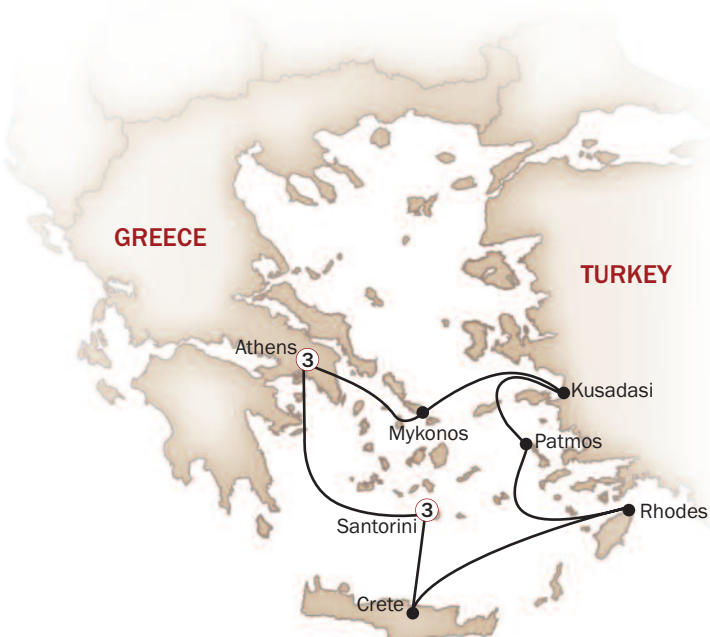 GREECE
TURKEY
Athens 3
Kusadasi
Mykonos
Patmos
Santorini 3
Rhodes
Crete